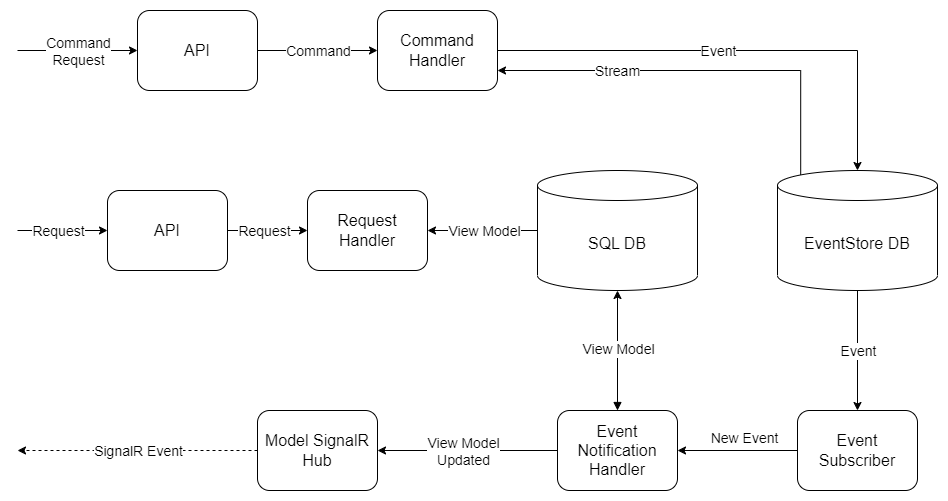 Command
Request
API
Command
Command
Handler
Event
Stream
Request
API
Request
Request
Handler
View Model
SQL DB
EventStore DB
View Model
Event
SignalR Event
Model SignalR
Hub
View Model
Updated
Event
Notification
Handler
New Event
Event
Subscriber